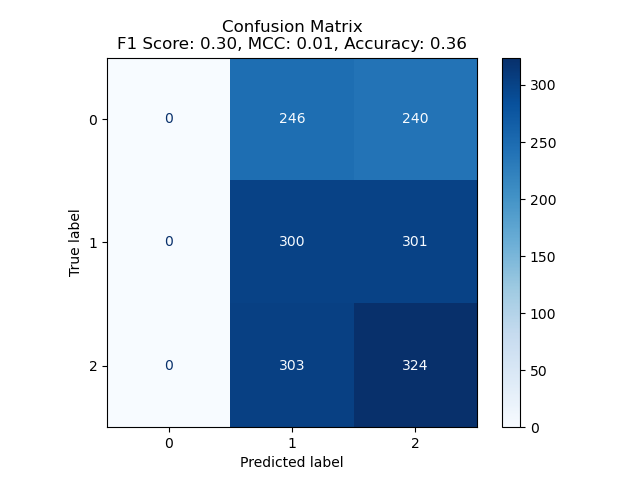 Confusion Matrix
F1 Score: 0.30, MCC: 0.01, Accuracy: 0.36
0 0 246 240
1 0 300 301
2 0 303 324
0 1 2
True label
Predicted label
300
250
200
150
100
50
0